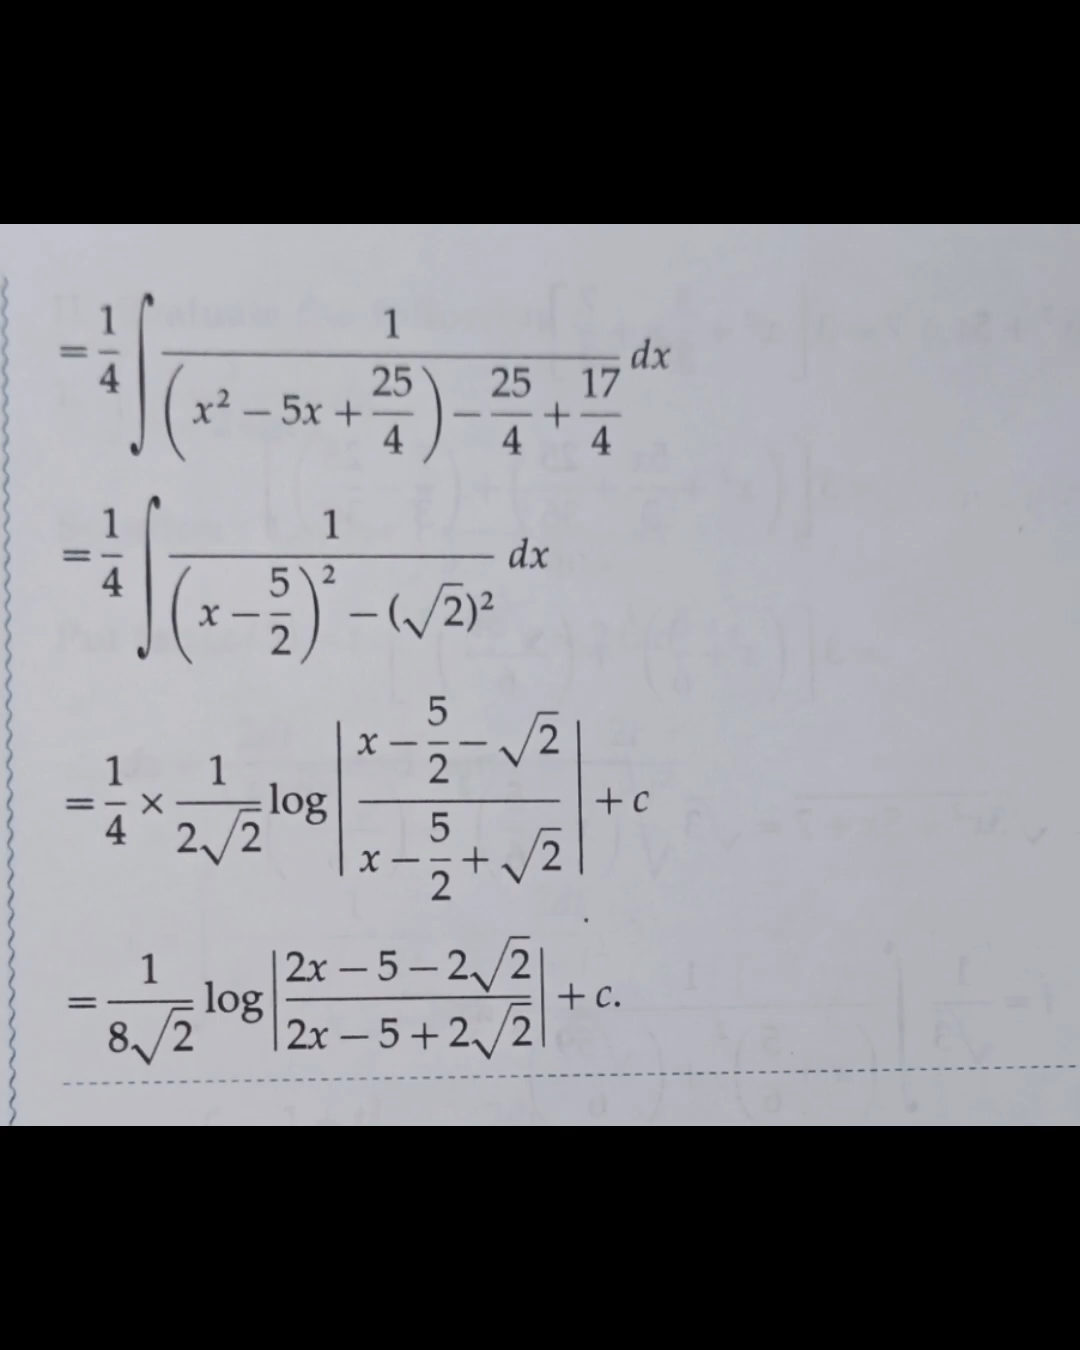 = 1/4 ∫ 1/((x² − 5x + 25/4) − 25/4 + 17/4) dx
= 1/4 ∫ 1/((x − 5/2)² − (√2)²) dx
= 1/4 × 1/(2√2) log |(x − 5/2 − √2)/(x − 5/2 + √2)| + c
= 1/(8√2) log |(2x − 5 − 2√2)/(2x − 5 + 2√2)| + c.